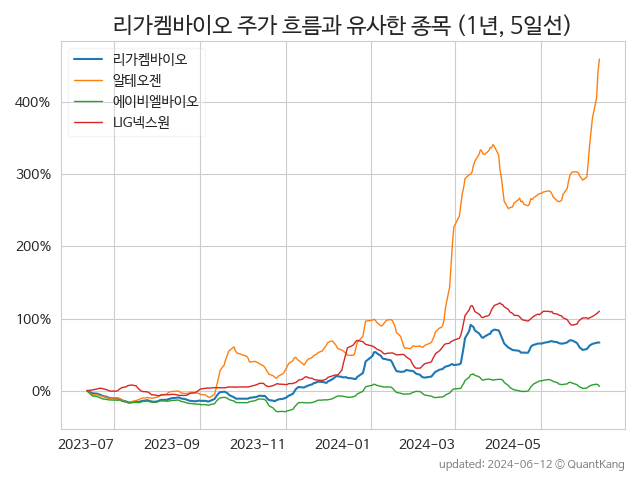 리가켐바이오 주가 흐름과 유사한 종목 (1년, 5일선)
리가켐바이오
알테오젠
에이비엘바이오
LIG넥스원
400%
300%
200%
100%
0%
2023-07 2023-09 2023-11 2024-01 2024-03 2024-05
updated: 2024-06-12 © QuantKang